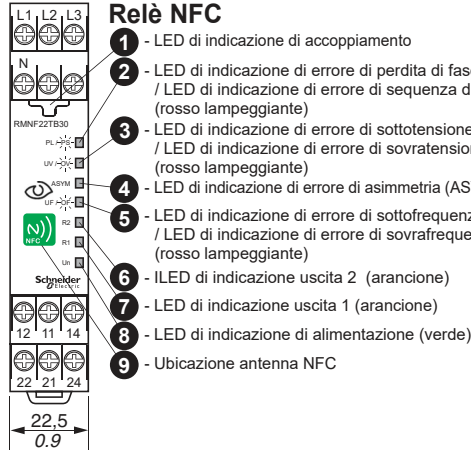 Relè NFC
L1 L2 L3
N
RMNF22TB30
PL / PS
UV / OV
ASYM
UF / OF
R2
R1
Un
NFC
Schneider
Electric
12 11 14
22 21 24
22,5
0.9
1 - LED di indicazione di accoppiamento
2 - LED di indicazione di errore di perdita di fase
/ LED di indicazione di errore di sequenza di
(rosso lampeggiante)
3 - LED di indicazione di errore di sottotensione
/ LED di indicazione di errore di sovratension
(rosso lampeggiante)
4 - LED di indicazione di errore di asimmetria (AS
5 - LED di indicazione di errore di sottofrequenz
/ LED di indicazione di errore di sovrafreque
(rosso lampeggiante)
6 - ILED di indicazione uscita 2 (arancione)
7 - LED di indicazione uscita 1 (arancione)
8 - LED di indicazione di alimentazione (verde)
9 - Ubicazione antenna NFC